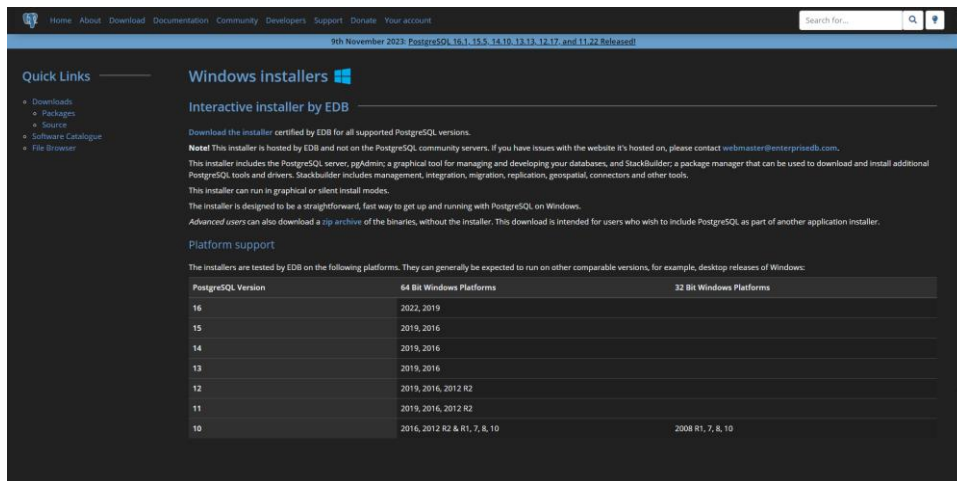 Home About Download Documentation Community Developers Support Donate Your account
Search for...
9th November 2023: PostgreSQL 16.1, 15.5, 14.10, 13.13, 12.17, and 11.22 Released!
Quick Links
Downloads
Packages
Source
Software Catalogue
File Browser
Windows installers
Interactive installer by EDB
Download the installer certified by EDB for all supported PostgreSQL versions.
Note! This installer is hosted by EDB and not on the PostgreSQL community servers. If you have issues with the website it's hosted on, please contact webmaster@enterprisedb.com.
This installer includes the PostgreSQL server, pgAdmin; a graphical tool for managing and developing your databases, and StackBuilder; a package manager that can be used to download and install additional
PostgreSQL tools and drivers. Stackbuilder includes management, integration, migration, replication, geospatial, connectors and other tools.
This installer can run in graphical or silent install modes.
The installer is designed to be a straightforward, fast way to get up and running with PostgreSQL on Windows.
Advanced users can also download a zip archive of the binaries, without the installer. This download is intended for users who wish to include PostgreSQL as part of another application installer.
Platform support
The installers are tested by EDB on the following platforms. They can generally be expected to run on other comparable versions, for example, desktop releases of Windows:
PostgreSQL Version 64 Bit Windows Platforms 32 Bit Windows Platforms
16 2022, 2019
15 2019, 2016
14 2019, 2016
13 2019, 2016
12 2019, 2016, 2012 R2
11 2019, 2016, 2012 R2
10 2016, 2012 R2 & R1, 7, 8, 10 2008 R1, 7, 8, 10